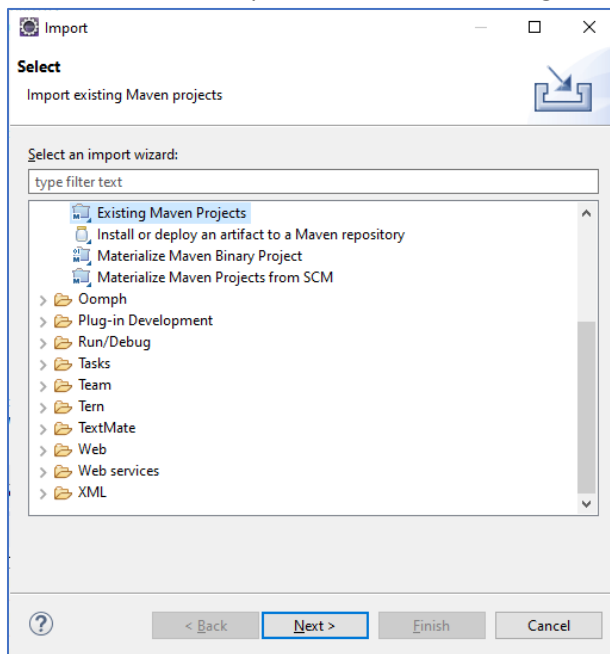 Import
Select
Import existing Maven projects
Select an import wizard:
type filter text
Existing Maven Projects
Install or deploy an artifact to a Maven repository
Materialize Maven Binary Project
Materialize Maven Projects from SCM
Oomph
Plug-in Development
Run/Debug
Tasks
Team
Tern
TextMate
Web
Web services
XML
< Back Next > Finish Cancel